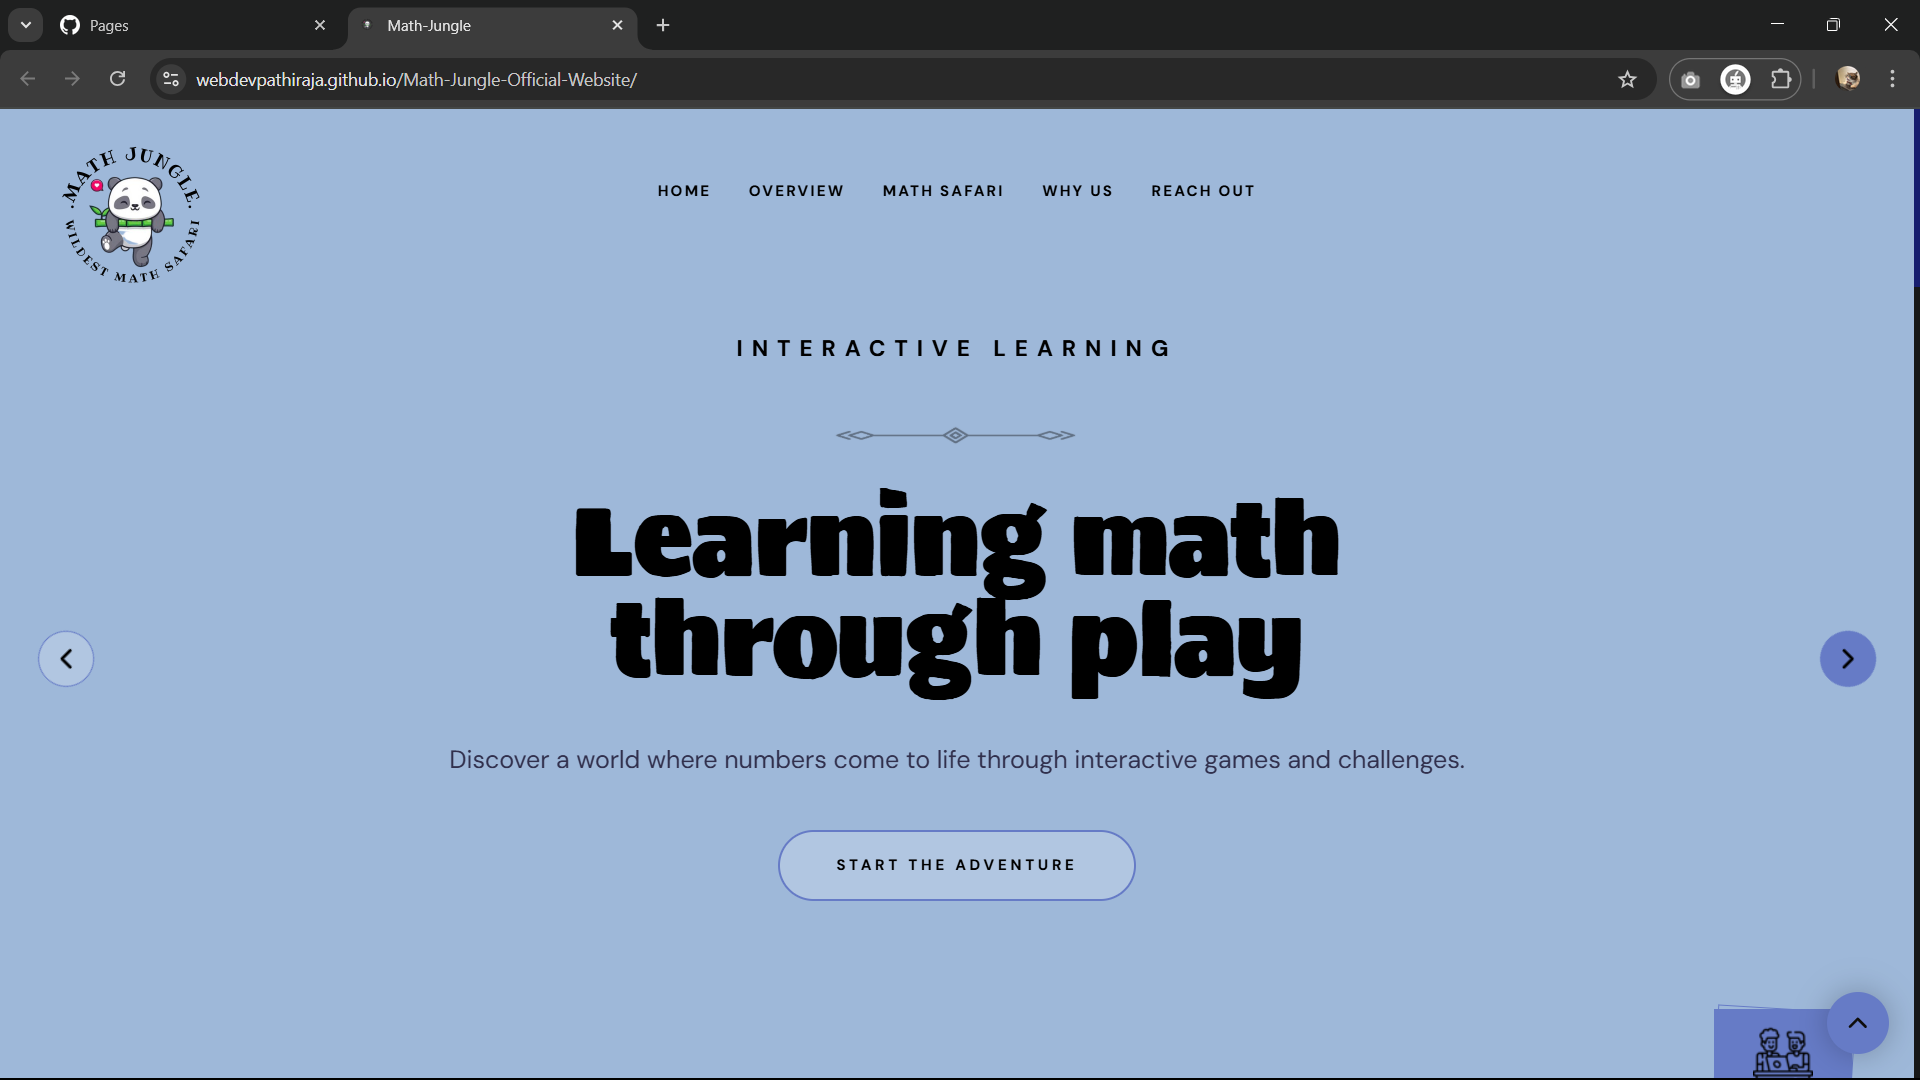 Pages
Math-Jungle
webdevpathiraja.github.io/Math-Jungle-Official-Website/
.MATH JUNGLE.
WILDEST MATH SAFARI
HOME OVERVIEW MATH SAFARI WHY US REACH OUT
INTERACTIVE LEARNING
Learning math
through play
Discover a world where numbers come to life through interactive games and challenges.
START THE ADVENTURE